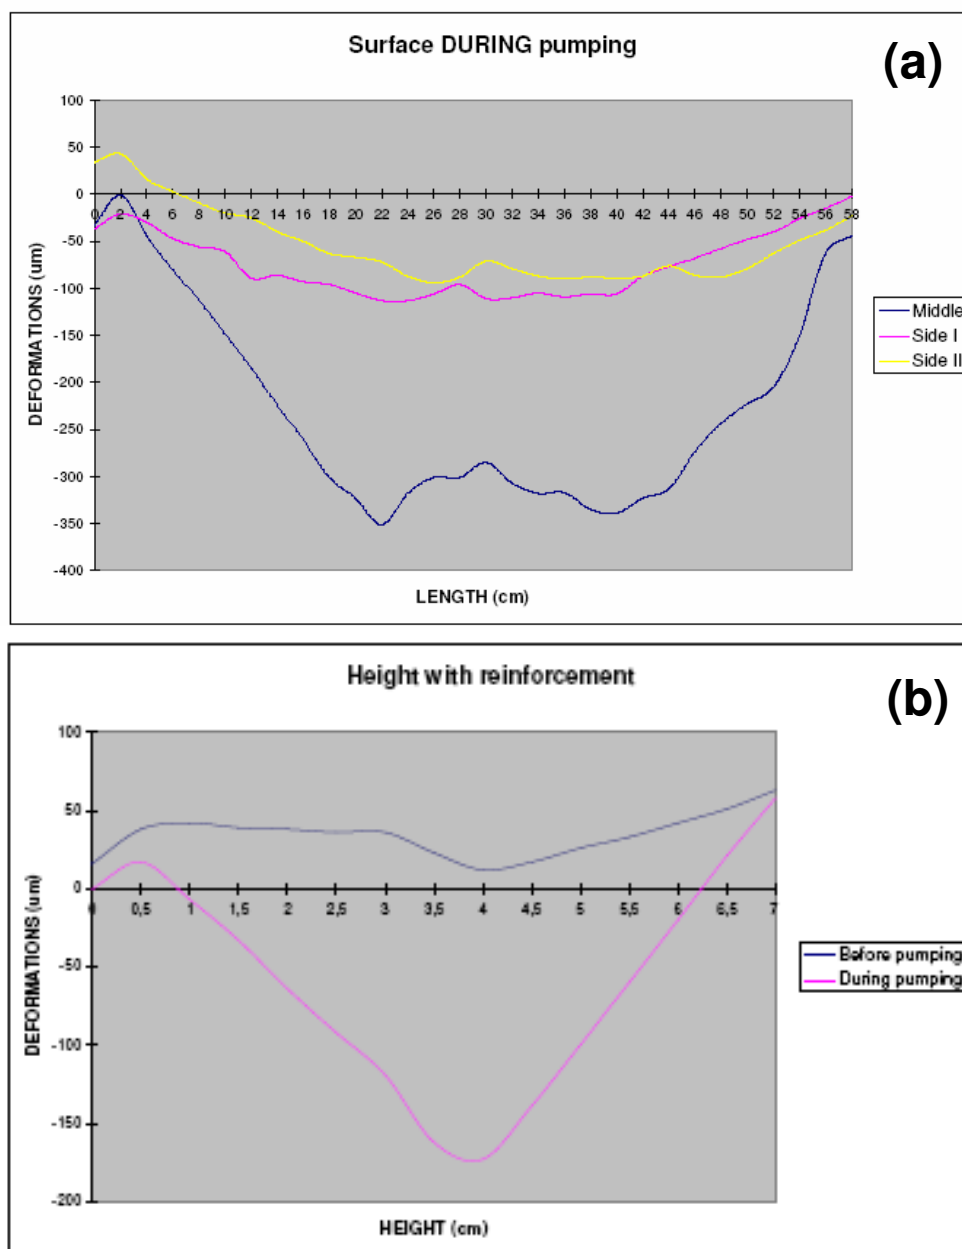 Surface DURING pumping
(a)
100
50
0
-50
-100
-150
-200
-250
-300
-350
-400
0 2 4 6 8 10 12 14 16 18 20 22 24 26 28 30 32 34 36 38 40 42 44 46 48 50 52 54 56 58
DEFORMATIONS (um)
LENGTH (cm)
Middle
Side I
Side II
Height with reinforcement
(b)
100
50
0
-50
-100
-150
-200
0 0,5 1 1,5 2 2,5 3 3,5 4 4,5 5 5,5 6 6,5 7
DEFORMATIONS (um)
HEIGHT (cm)
Before pumping
During pumping